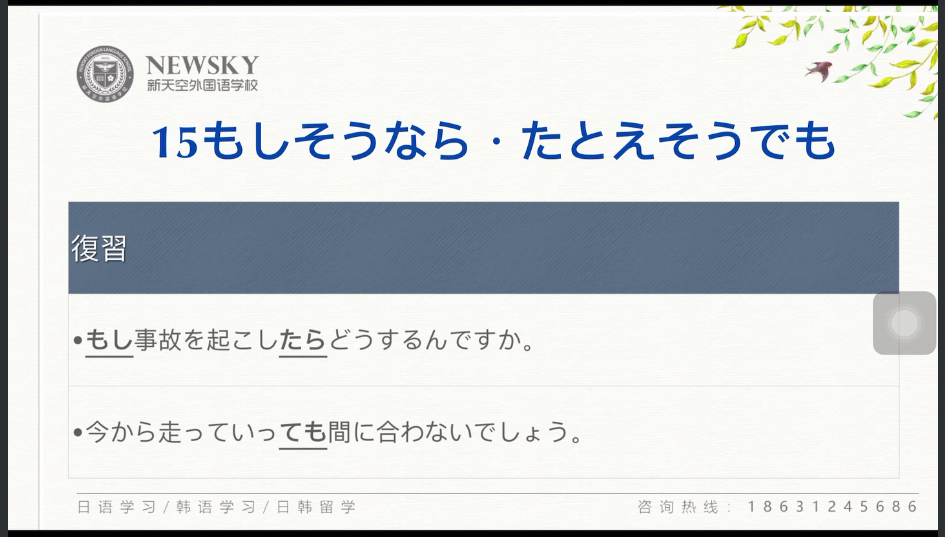 NEWSKY
新天空外国语学校
15もしそうなら・たとえそうでも
復習
•もし事故を起こしたらどうするんですか。
•今から走っていっても間に合わないでしょう。
日语学习/韩语学习/日韩留学
咨询热线：18631245686